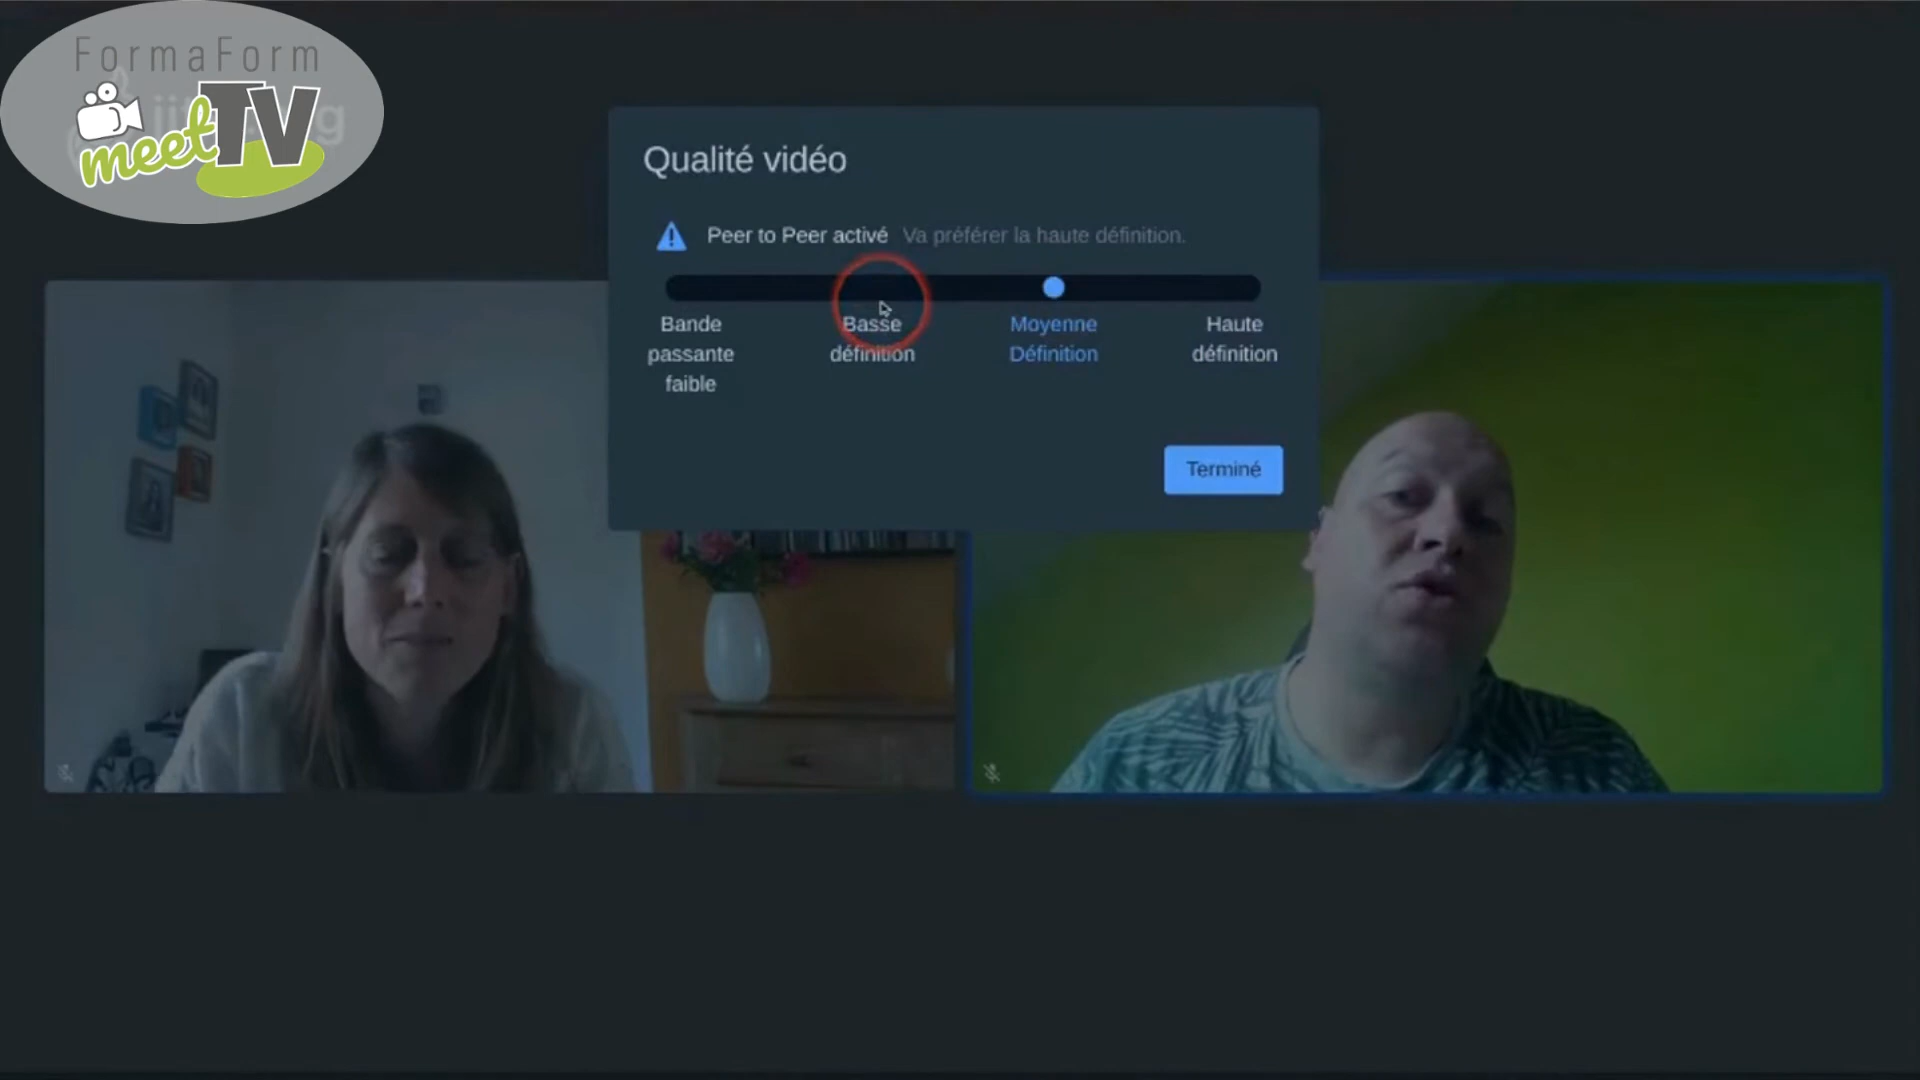 FormaForm
meet TV
Qualité vidéo
Peer to Peer activé Va préférer la haute définition.
Bande passante faible
Basse définition
Moyenne Définition
Haute définition
Terminé